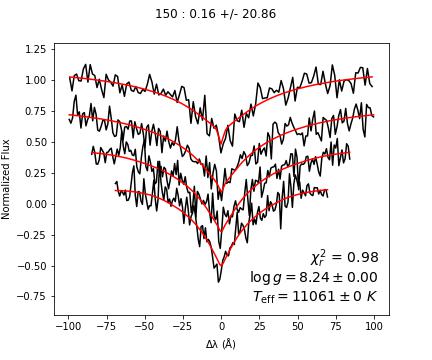 150 : 0.16 +/- 20.86
1.25
1.00
0.75
0.50
0.25
0.00
−0.25
−0.50
−0.75
Normalized Flux
χ²ᵣ = 0.98
log g = 8.24 ± 0.00
Teff = 11061 ± 0 K
−100 −75 −50 −25 0 25 50 75 100
Δλ (Å)